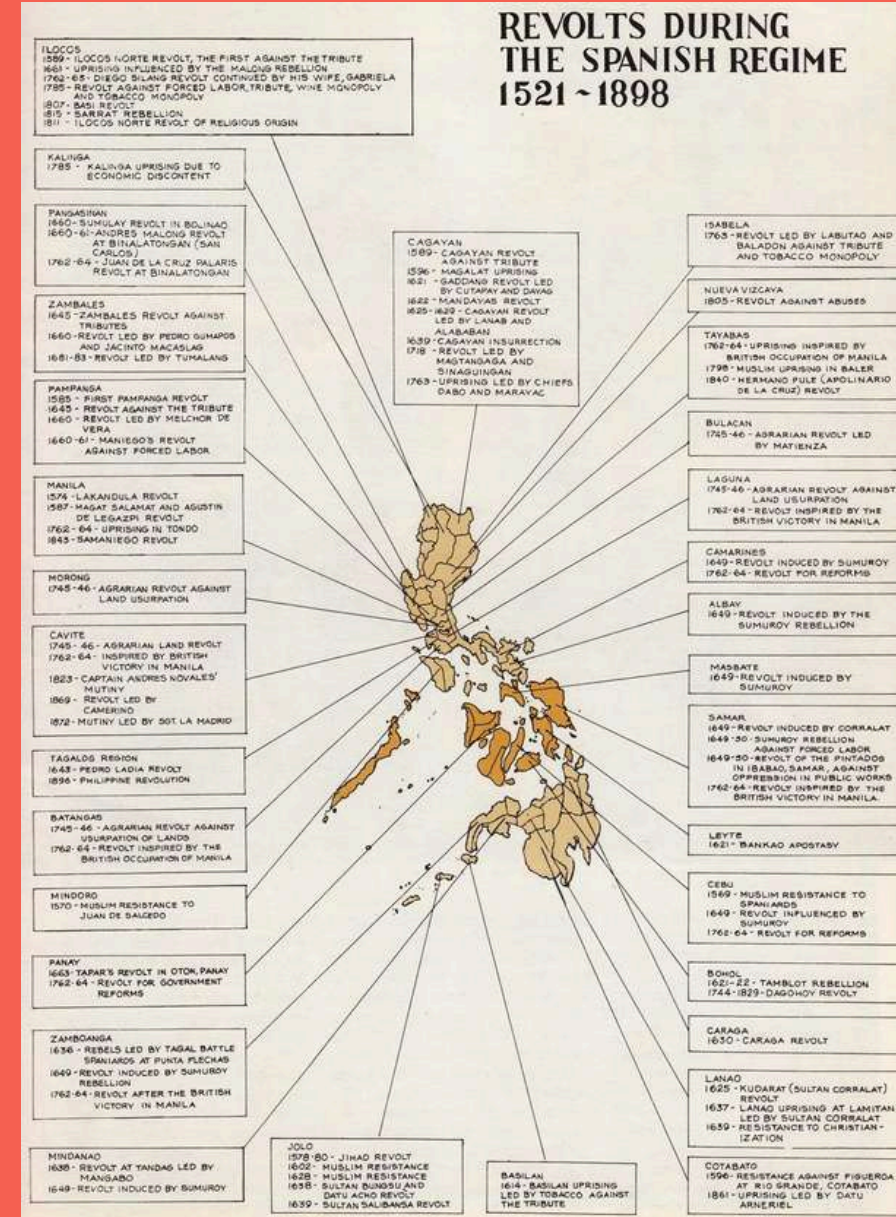 REVOLTS DURING
THE SPANISH REGIME
1521 ~ 1898
ILOCOS
1589 - ILOCOS NORTE REVOLT, THE FIRST AGAINST THE TRIBUTE
1661 - UPRISING INFLUENCED BY THE MALONG REBELLION
1762-63 - DIEGO SILANG REVOLT CONTINUED BY HIS WIFE, GABRIELA
1785 - REVOLT AGAINST FORCED LABOR, TRIBUTE, WINE MONOPOLY
AND TOBACCO MONOPOLY
1807 - BASI REVOLT
1815 - SARRAT REBELLION
1811 - ILOCOS NORTE REVOLT OF RELIGIOUS ORIGIN
KALINGA
1785 - KALINGA UPRISING DUE TO
ECONOMIC DISCONTENT
PANGASINAN
1660 - SUMULAY REVOLT IN BOLINAO
1660-61 - ANDRES MALONG REVOLT
AT BINALATONGAN (SAN
CARLOS)
1762-64 - JUAN DE LA CRUZ PALARIS
REVOLT AT BINALATONGAN
ZAMBALES
1645 - ZAMBALES REVOLT AGAINST
TRIBUTES
1660 - REVOLT LED BY PEDRO GUMAPOS
AND JACINTO MACASLAG
1681-83 - REVOLT LED BY TUMALANG
PAMPANGA
1585 - FIRST PAMPANGA REVOLT
1645 - REVOLT AGAINST THE TRIBUTE
1660 - REVOLT LED BY MELCHOR DE
VERA
1660-61 - MANIEGO'S REVOLT
AGAINST FORCED LABOR
MANILA
1574 - LAKANDULA REVOLT
1587 - MAGAT SALAMAT AND AGUSTIN
DE LEGAZPI REVOLT
1762-64 - UPRISING IN TONDO
1843 - SAMANIEGO REVOLT
MORONG
1745-46 - AGRARIAN REVOLT AGAINST
LAND USURPATION
CAVITE
1745-46 - AGRARIAN LAND REVOLT
1762-64 - INSPIRED BY BRITISH
VICTORY IN MANILA
1823 - CAPTAIN ANDRES NOVALES'
MUTINY
1869 - REVOLT LED BY
CAMERINO
1872 - MUTINY LED BY SGT. LA MADRID
TAGALOG REGION
1643 - PEDRO LADIA REVOLT
1896 - PHILIPPINE REVOLUTION
BATANGAS
1745-46 - AGRARIAN REVOLT AGAINST
USURPATION OF LANDS
1762-64 - REVOLT INSPIRED BY THE
BRITISH OCCUPATION OF MANILA
MINDORO
1570 - MUSLIM RESISTANCE TO
JUAN DE SALCEDO
PANAY
1663 - TAPAR'S REVOLT IN OTON, PANAY
1762-64 - REVOLT FOR GOVERNMENT
REFORMS
ZAMBOANGA
1636 - REBELS LED BY TAGAL BATTLE
SPANIARDS AT PUNTA FLECHAS
1649 - REVOLT INDUCED BY SUMUROY
REBELLION
1762-64 - REVOLT AFTER THE BRITISH
VICTORY IN MANILA
MINDANAO
1638 - REVOLT AT TANDAG LED BY
MANGABO
1649 - REVOLT INDUCED BY SUMUROY
CAGAYAN
1589 - CAGAYAN REVOLT
AGAINST TRIBUTE
1596 - MAGALAT UPRISING
1621 - GADDANG REVOLT LED
BY CUTAPAY AND DAYAG
1622 - MANDAYAS REVOLT
1625-1629 - CAGAYAN REVOLT
LED BY LANAB AND
ALABABAN
1639 - CAGAYAN INSURRECTION
1718 - REVOLT LED BY
MAGTANGAGA AND
SINAGUINGAN
1763 - UPRISING LED BY CHIEFS
DABO AND MARAYAC
JOLO
1578-80 - JIHAD REVOLT
1602 - MUSLIM RESISTANCE
1628 - MUSLIM RESISTANCE
1638 - SULTAN BUNGSU AND
DATU ACHO REVOLT
1639 - SULTAN SALIBANSA REVOLT
BASILAN
1614 - BASILAN UPRISING
LED BY TOBACCO AGAINST
THE TRIBUTE
ISABELA
1763 - REVOLT LED BY LABUTAO AND
BALADON AGAINST TRIBUTE
AND TOBACCO MONOPOLY
NUEVA VIZCAYA
1805 - REVOLT AGAINST ABUSES
TAYABAS
1762-64 - UPRISING INSPIRED BY
BRITISH OCCUPATION OF MANILA
1798 - MUSLIM UPRISING IN BALER
1840 - HERMANO PULE (APOLINARIO
DE LA CRUZ) REVOLT
BULACAN
1745-46 - AGRARIAN REVOLT LED
BY MATIENZA
LAGUNA
1745-46 - AGRARIAN REVOLT AGAINST
LAND USURPATION
1762-64 - REVOLT INSPIRED BY THE
BRITISH VICTORY IN MANILA
CAMARINES
1649 - REVOLT INDUCED BY SUMUROY
1762-64 - REVOLT FOR REFORMS
ALBAY
1649 - REVOLT INDUCED BY THE
SUMUROY REBELLION
MASBATE
1649 - REVOLT INDUCED BY
SUMUROY
SAMAR
1649 - REVOLT INDUCED BY CORRALAT
1649-50 - SUMUROY REBELLION
AGAINST FORCED LABOR
1649-50 - REVOLT OF THE PINTADOS
IN IBABAO, SAMAR, AGAINST
OPPRESSION IN PUBLIC WORKS
1762-64 - REVOLT INSPIRED BY THE
BRITISH VICTORY IN MANILA.
LEYTE
1621 - BANKAO APOSTASY
CEBU
1569 - MUSLIM RESISTANCE TO
SPANIARDS
1649 - REVOLT INFLUENCED BY
SUMUROY
1762-64 - REVOLT FOR REFORMS
BOHOL
1621-22 - TAMBLOT REBELLION
1744-1829 - DAGOHOY REVOLT
CARAGA
1630 - CARAGA REVOLT
LANAO
1625 - KUDARAT (SULTAN CORRALAT)
REVOLT
1637 - LANAO UPRISING AT LAMITAN
LED BY SULTAN CORRALAT
1639 - RESISTANCE TO CHRISTIAN-
IZATION
COTABATO
1596 - RESISTANCE AGAINST FIGUEROA
AT RIO GRANDE, COTABATO
1861 - UPRISING LED BY DATU
ARNERIEL